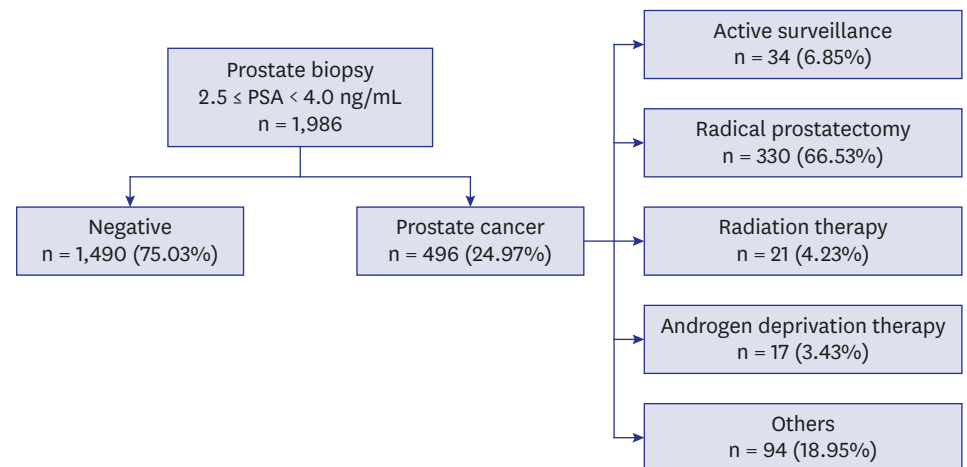 Prostate biopsy
2.5 ≤ PSA < 4.0 ng/mL
n = 1,986
Negative
n = 1,490 (75.03%)
Prostate cancer
n = 496 (24.97%)
Active surveillance
n = 34 (6.85%)
Radical prostatectomy
n = 330 (66.53%)
Radiation therapy
n = 21 (4.23%)
Androgen deprivation therapy
n = 17 (3.43%)
Others
n = 94 (18.95%)